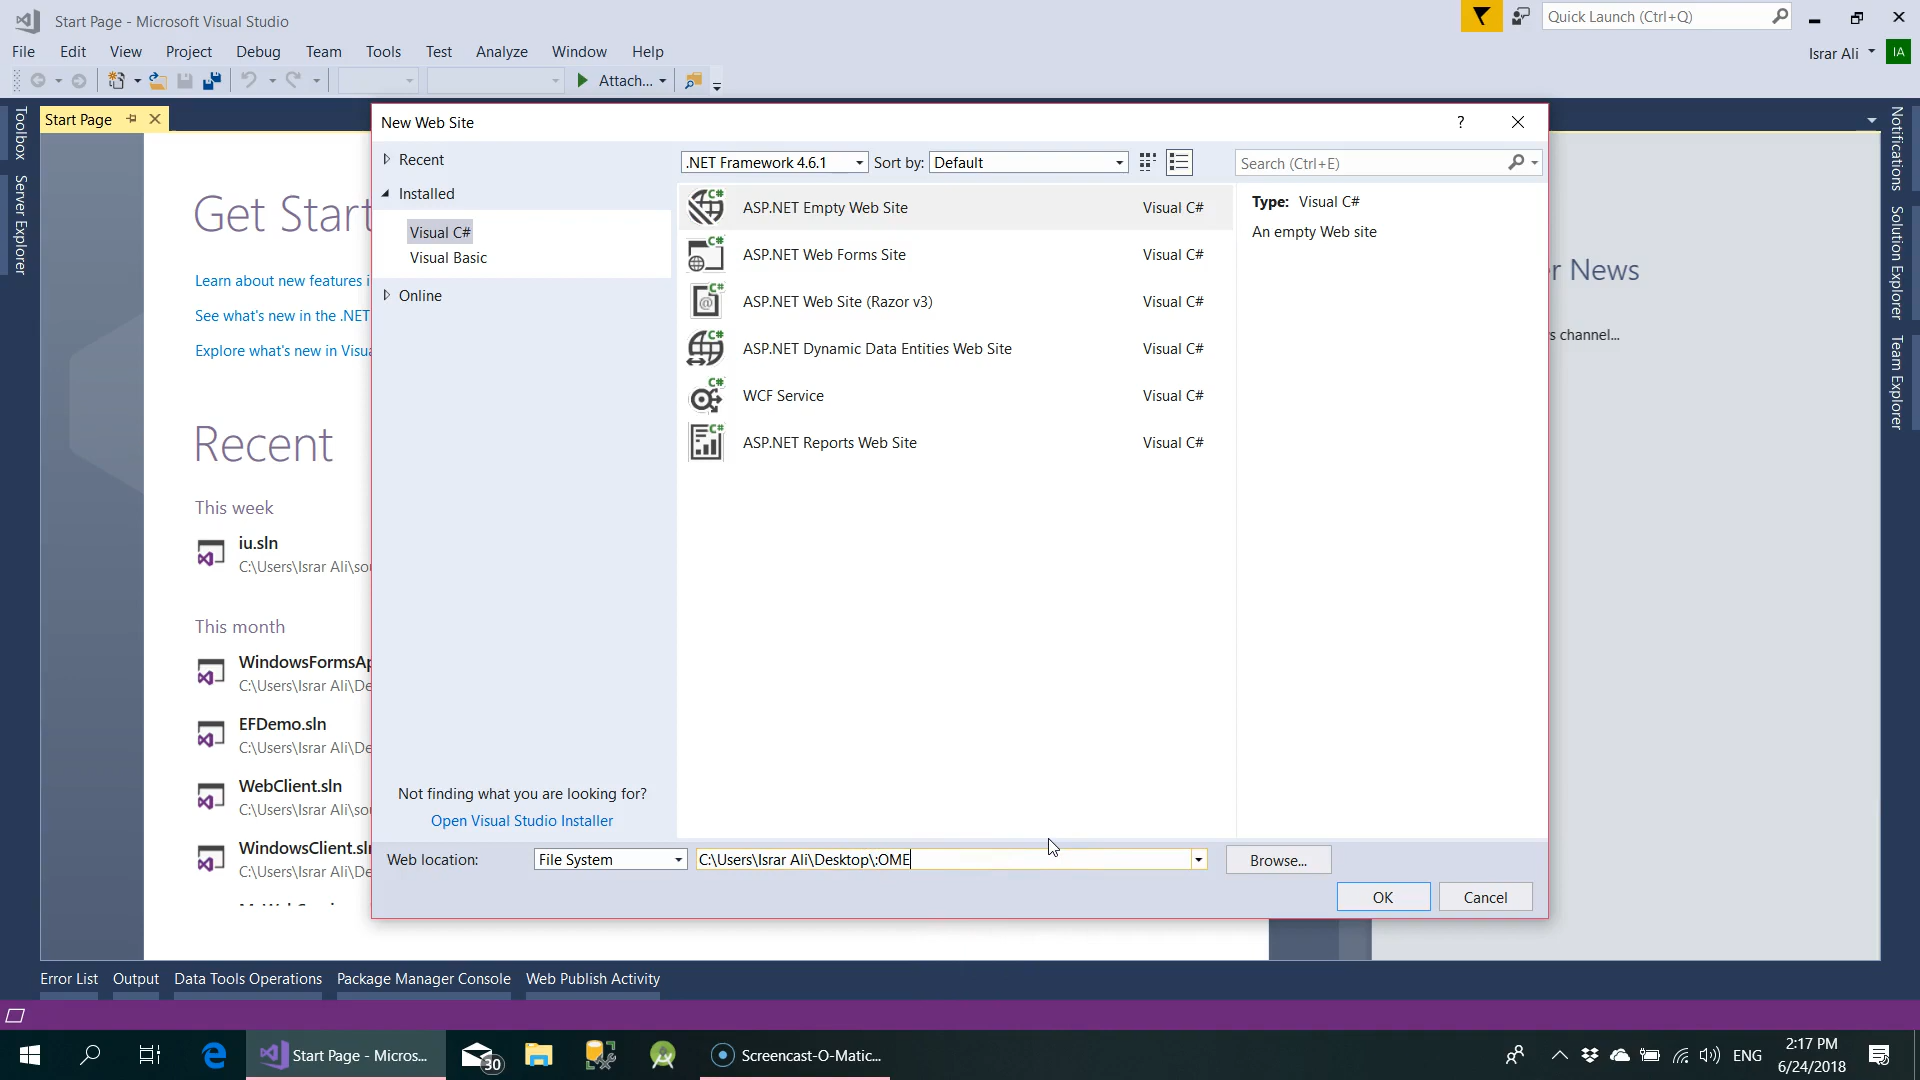 Start Page - Microsoft Visual Studio
Quick Launch (Ctrl+Q)
File Edit View Project Debug Team Tools Test Analyze Window Help
Israr Ali
IA
Attach...
Toolbox
Server Explorer
Start Page
Notifications
Solution Explorer
Team Explorer
Get Start
Learn about new features i
See what's new in the .NET
Explore what's new in Visua
Recent
This week
iu.sln
C:\Users\Israr Ali\sou
This month
WindowsFormsAp
C:\Users\Israr Ali\De
EFDemo.sln
C:\Users\Israr Ali\De
WebClient.sln
C:\Users\Israr Ali\sou
WindowsClient.sln
C:\Users\Israr Ali\De
r News
s channel...
New Web Site
?
Recent
Installed
Visual C#
Visual Basic
Online
.NET Framework 4.6.1 Sort by: Default
Search (Ctrl+E)
ASP.NET Empty Web Site Visual C#
ASP.NET Web Forms Site Visual C#
ASP.NET Web Site (Razor v3) Visual C#
ASP.NET Dynamic Data Entities Web Site Visual C#
WCF Service Visual C#
ASP.NET Reports Web Site Visual C#
Type: Visual C#
An empty Web site
Not finding what you are looking for?
Open Visual Studio Installer
Web location: File System C:\Users\Israr Ali\Desktop\:OME Browse...
OK Cancel
Error List Output Data Tools Operations Package Manager Console Web Publish Activity
Start Page - Micros...
30
Screencast-O-Matic...
ENG
2:17 PM
6/24/2018